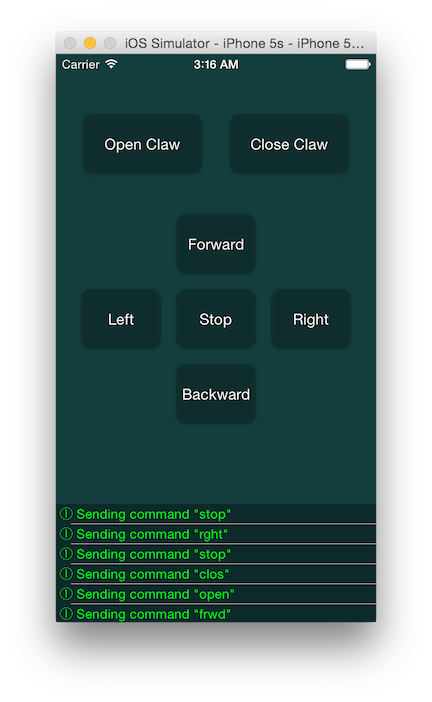 iOS Simulator - iPhone 5s - iPhone 5...
Carrier 3:16 AM
Open Claw Close Claw
Forward
Left Stop Right
Backward
Ⓘ Sending command "stop"
Ⓘ Sending command "rght"
Ⓘ Sending command "stop"
Ⓘ Sending command "clos"
Ⓘ Sending command "open"
Ⓘ Sending command "frwd"